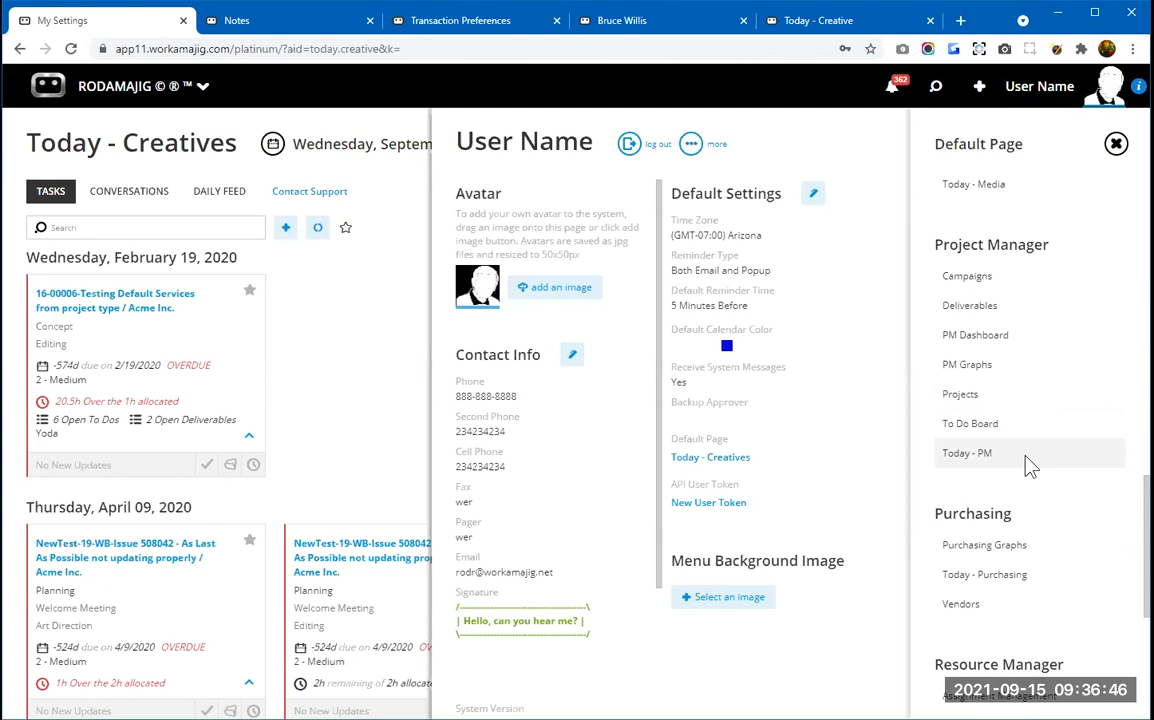 My Settings
Notes
Transaction Preferences
Bruce Willis
Today - Creative
app11.workamajig.com/platinum/?aid=today.creative&k=
RODAMAJIG © ® ™
362
User Name
i
Today - Creatives
Wednesday, Septem
TASKS
CONVERSATIONS
DAILY FEED
Contact Support
Search
Wednesday, February 19, 2020
16-00006-Testing Default Services
from project type / Acme Inc.
Concept
Editing
-574d due on 2/19/2020 OVERDUE
2 - Medium
20.5h Over the 1h allocated
6 Open To Dos
2 Open Deliverables
Yoda
No New Updates
Thursday, April 09, 2020
NewTest-19-WB-Issue 508042 - As Last
As Possible not updating properly /
Acme Inc.
Planning
Welcome Meeting
Art Direction
-524d due on 4/9/2020 OVERDUE
2 - Medium
1h Over the 2h allocated
No New Updates
NewTest-19-WB-Issue 508042
As Possible not updating prop
Acme Inc.
Planning
Welcome Meeting
Editing
-524d due on 4/9/2020 OV
2 - Medium
2h remaining of 2h allocate
No New Updates
User Name
log out
more
Avatar
To add your own avatar to the system,
drag an image onto this page or click add
image button. Avatars are saved as jpg
files and resized to 50x50px
add an image
Contact Info
Phone
888-888-8888
Second Phone
234234234
Cell Phone
234234234
Fax
wer
Pager
wer
Email
rodr@workamajig.net
Signature
/----------------------------------------\
| Hello, can you hear me? |
\----------------------------------------/
System Version
Default Settings
Time Zone
(GMT-07:00) Arizona
Reminder Type
Both Email and Popup
Default Reminder Time
5 Minutes Before
Default Calendar Color
Receive System Messages
Yes
Backup Approver
Default Page
Today - Creatives
API User Token
New User Token
Menu Background Image
Select an image
Default Page
Today - Media
Project Manager
Campaigns
Deliverables
PM Dashboard
PM Graphs
Projects
To Do Board
Today - PM
Purchasing
Purchasing Graphs
Today - Purchasing
Vendors
Resource Manager
2021-09-15 09:36:46